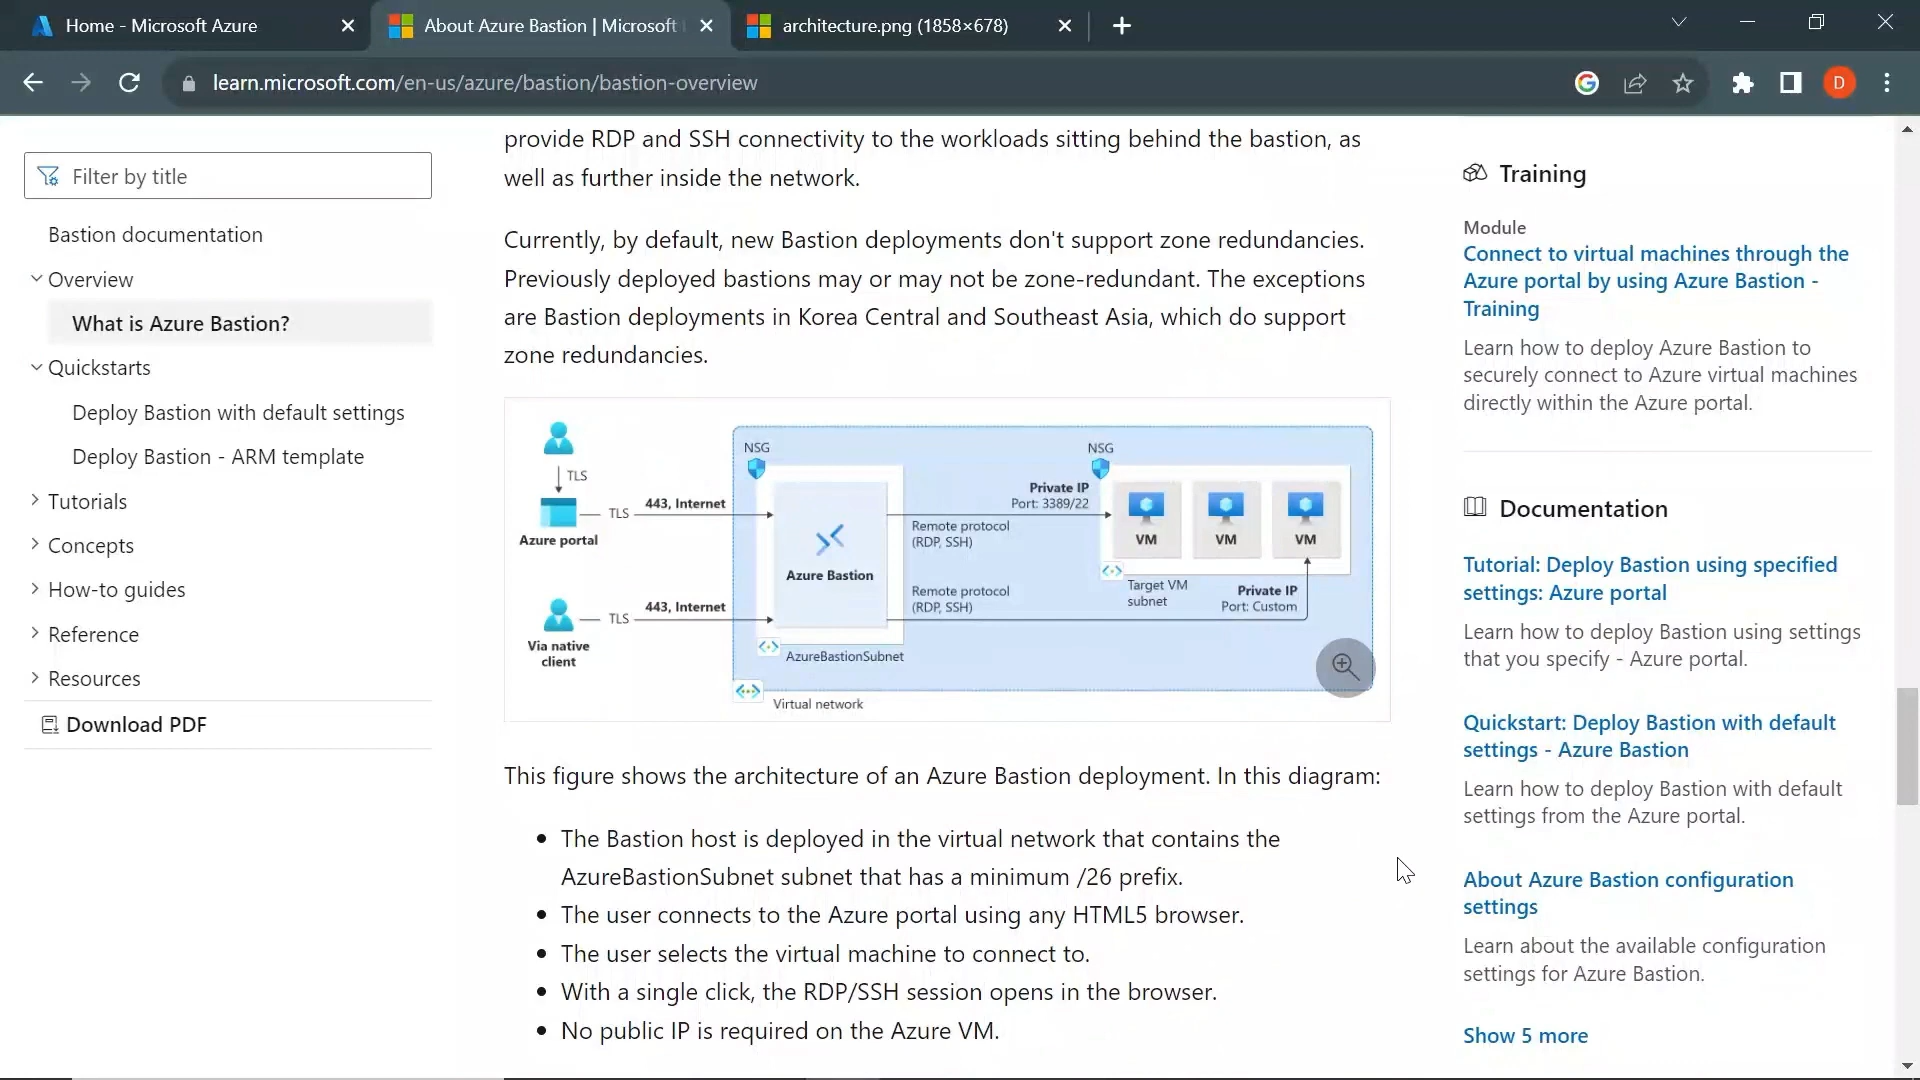 Home - Microsoft Azure
About Azure Bastion | Microsoft
architecture.png (1858×678)
learn.microsoft.com/en-us/azure/bastion/bastion-overview
D
Filter by title
Bastion documentation
Overview
What is Azure Bastion?
Quickstarts
Deploy Bastion with default settings
Deploy Bastion - ARM template
Tutorials
Concepts
How-to guides
Reference
Resources
Download PDF
provide RDP and SSH connectivity to the workloads sitting behind the bastion, as
well as further inside the network.
Currently, by default, new Bastion deployments don't support zone redundancies.
Previously deployed bastions may or may not be zone-redundant. The exceptions
are Bastion deployments in Korea Central and Southeast Asia, which do support
zone redundancies.
TLS
Azure portal
TLS
443, Internet
Via native
client
TLS
443, Internet
NSG
Azure Bastion
AzureBastionSubnet
Virtual network
Private IP
Port: 3389/22
Remote protocol
(RDP, SSH)
Remote protocol
(RDP, SSH)
NSG
VM
VM
VM
Target VM
subnet
Private IP
Port: Custom
This figure shows the architecture of an Azure Bastion deployment. In this diagram:
• The Bastion host is deployed in the virtual network that contains the
AzureBastionSubnet subnet that has a minimum /26 prefix.
• The user connects to the Azure portal using any HTML5 browser.
• The user selects the virtual machine to connect to.
• With a single click, the RDP/SSH session opens in the browser.
• No public IP is required on the Azure VM.
Training
Module
Connect to virtual machines through the
Azure portal by using Azure Bastion -
Training
Learn how to deploy Azure Bastion to
securely connect to Azure virtual machines
directly within the Azure portal.
Documentation
Tutorial: Deploy Bastion using specified
settings: Azure portal
Learn how to deploy Bastion using settings
that you specify - Azure portal.
Quickstart: Deploy Bastion with default
settings - Azure Bastion
Learn how to deploy Bastion with default
settings from the Azure portal.
About Azure Bastion configuration
settings
Learn about the available configuration
settings for Azure Bastion.
Show 5 more